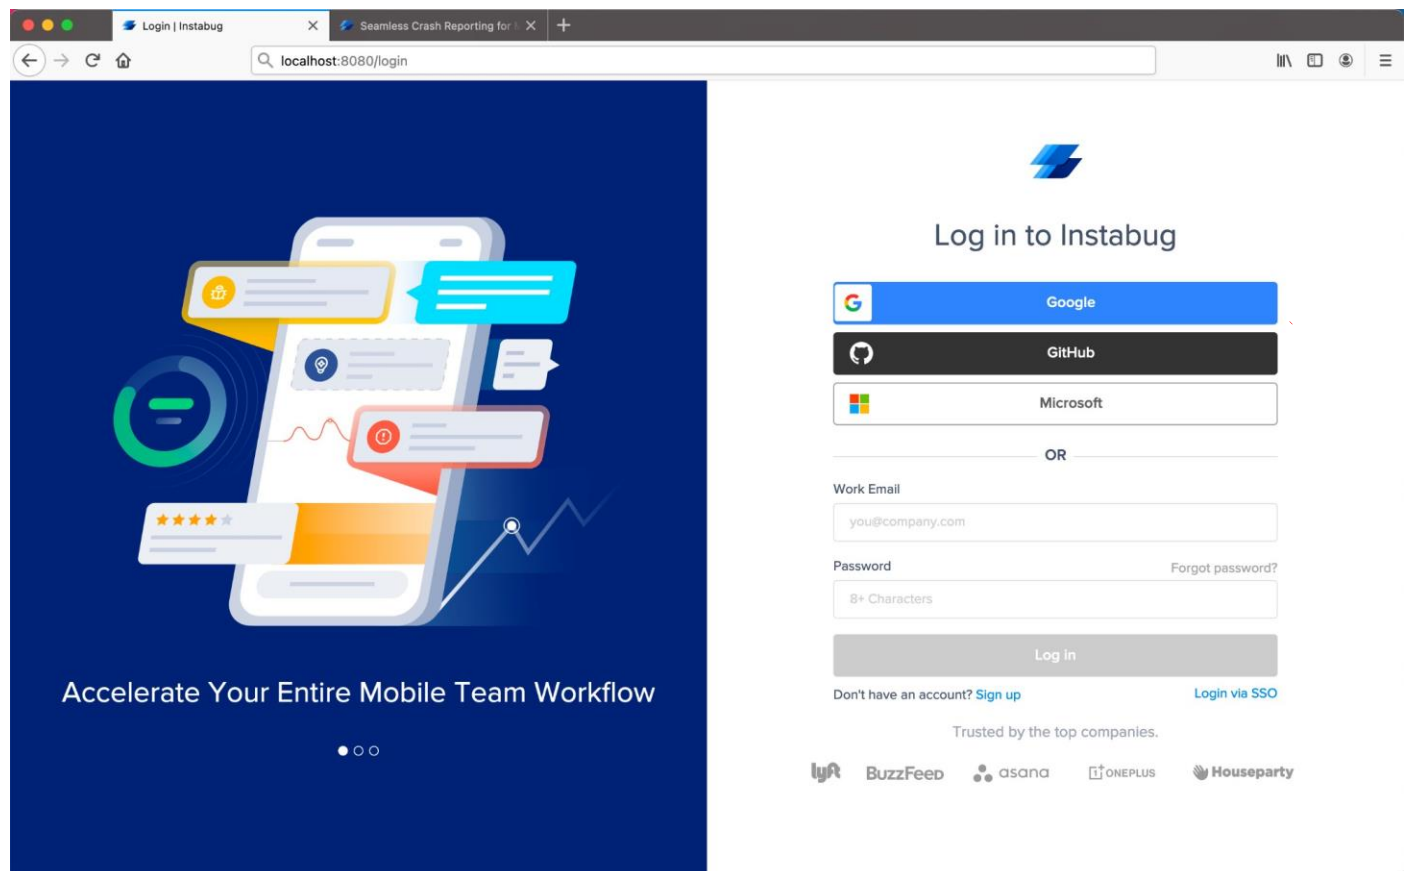 Login | Instabug
Seamless Crash Reporting for
localhost:8080/login
Accelerate Your Entire Mobile Team Workflow
Log in to Instabug
Google
GitHub
Microsoft
OR
Work Email
you@company.com
Password Forgot password?
8+ Characters
Log in
Don't have an account? Sign up Login via SSO
Trusted by the top companies.
lyft BuzzFeed asana ONEPLUS Houseparty